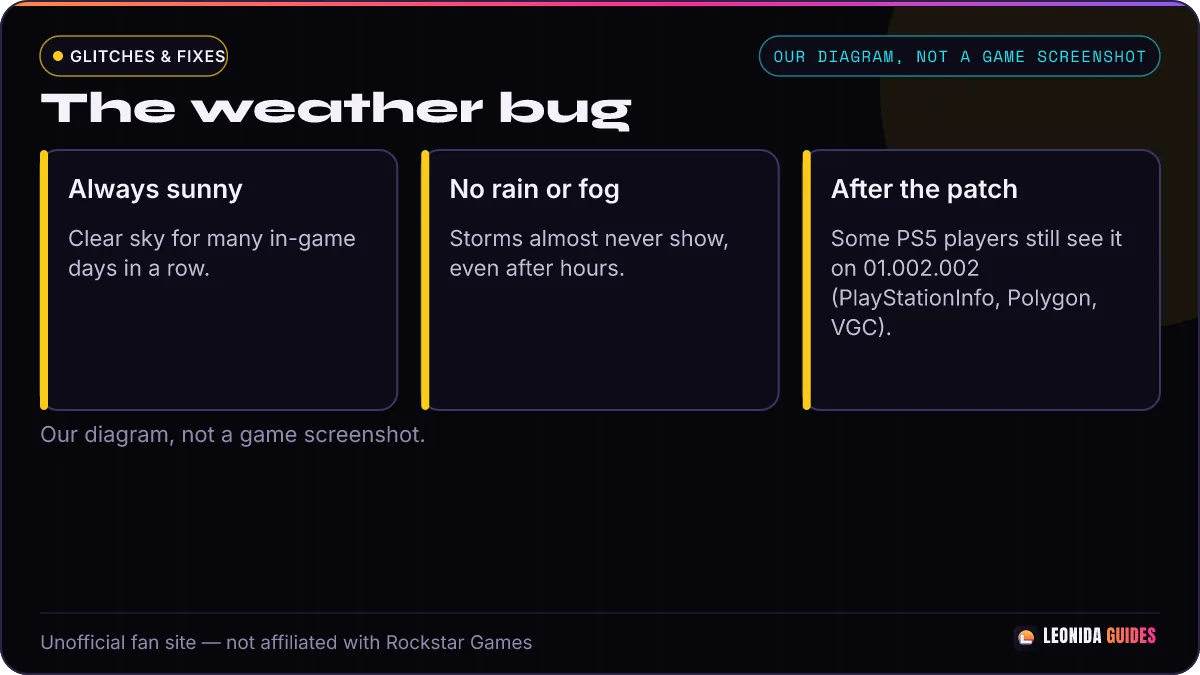 GLITCHES & FIXES
OUR DIAGRAM, NOT A GAME SCREENSHOT
The weather bug
Always sunny
Clear sky for many in-game
days in a row.
No rain or fog
Storms almost never show,
even after hours.
After the patch
Some PS5 players still see it
on 01.002.002
(PlayStationInfo, Polygon,
VGC).
Our diagram, not a game screenshot.
Unofficial fan site — not affiliated with Rockstar Games
LEONIDA GUIDES